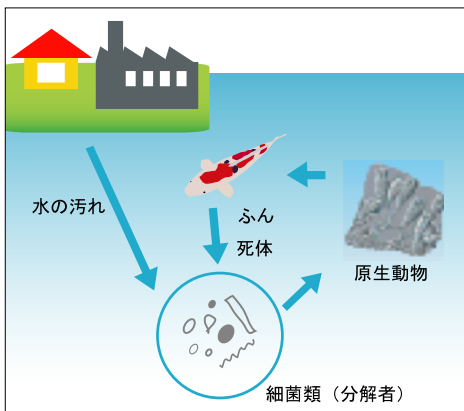 水の汚れ
ふん
死体
原生動物
細菌類（分解者）